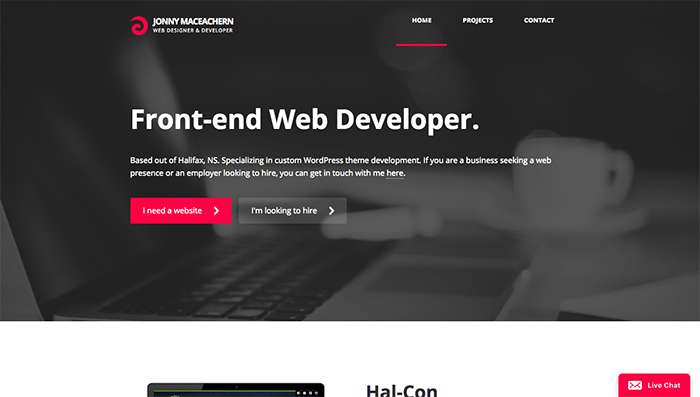 JONNY MACEACHERN
WEB DESIGNER & DEVELOPER
HOME PROJECTS CONTACT
Front-end Web Developer.
Based out of Halifax, NS. Specializing in custom WordPress theme development. If you are a business seeking a web
presence or an employer looking to hire, you can get in touch with me here.
I need a website I'm looking to hire
Hal-Con
Live Chat